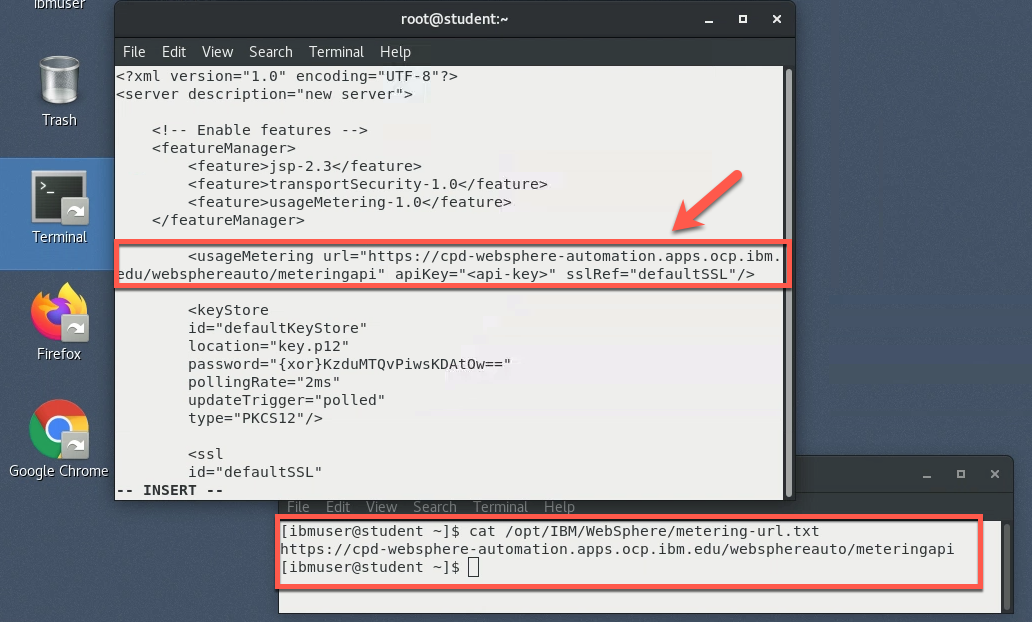 ibmuser
Trash
Terminal
Firefox
Google Chrome
root@student:~
File Edit View Search Terminal Help
<?xml version="1.0" encoding="UTF-8"?>
<server description="new server">
<!-- Enable features -->
<featureManager>
<feature>jsp-2.3</feature>
<feature>transportSecurity-1.0</feature>
<feature>usageMetering-1.0</feature>
</featureManager>
<usageMetering url="https://cpd-websphere-automation.apps.ocp.ibm.
edu/websphereauto/meteringapi" apiKey="<api-key>" sslRef="defaultSSL"/>
<keyStore
id="defaultKeyStore"
location="key.p12"
password="{xor}KzduMTQvPiwsKDAtOw=="
pollingRate="2ms"
updateTrigger="polled"
type="PKCS12"/>
<ssl
id="defaultSSL"
-- INSERT --
File Edit View Search Terminal Help
[ibmuser@student ~]$ cat /opt/IBM/WebSphere/metering-url.txt
https://cpd-websphere-automation.apps.ocp.ibm.edu/websphereauto/meteringapi
[ibmuser@student ~]$